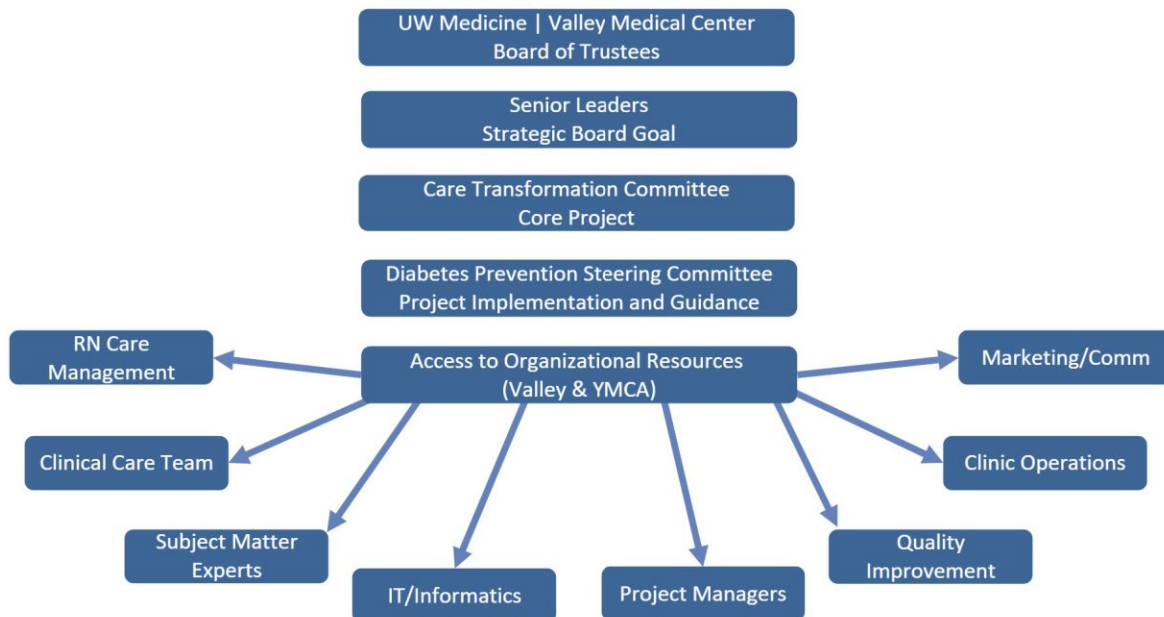 UW Medicine | Valley Medical Center
Board of Trustees
Senior Leaders
Strategic Board Goal
Care Transformation Committee
Core Project
Diabetes Prevention Steering Committee
Project Implementation and Guidance
Access to Organizational Resources
(Valley & YMCA)
RN Care
Management
Marketing/Comm
Clinical Care Team
Clinic Operations
Subject Matter
Experts
Quality
Improvement
IT/Informatics
Project Managers